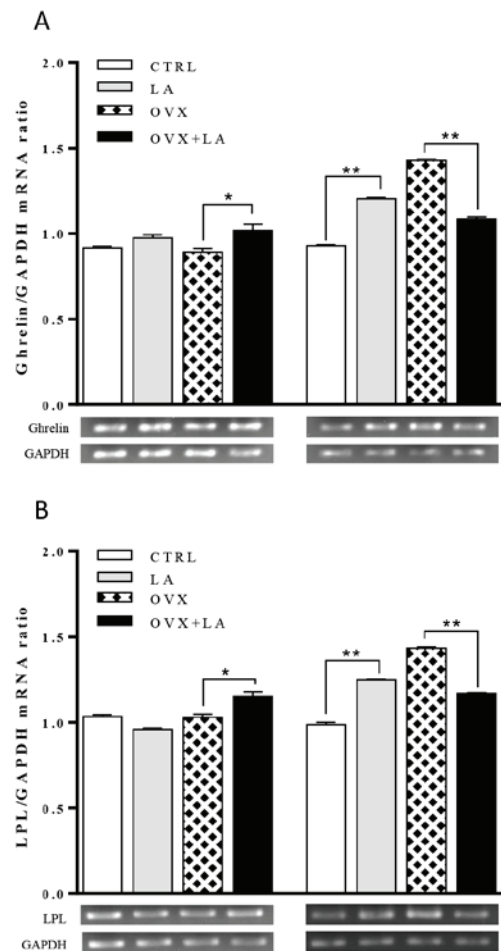 A
CTRL
LA
OVX
OVX+LA
Ghrelin/GAPDH mRNA ratio
2.0
1.5
1.0
0.5
0.0
*
**
**
Ghrelin
GAPDH
B
CTRL
LA
OVX
OVX+LA
LPL/GAPDH mRNA ratio
2.0
1.5
1.0
0.5
0.0
*
**
**
LPL
GAPDH